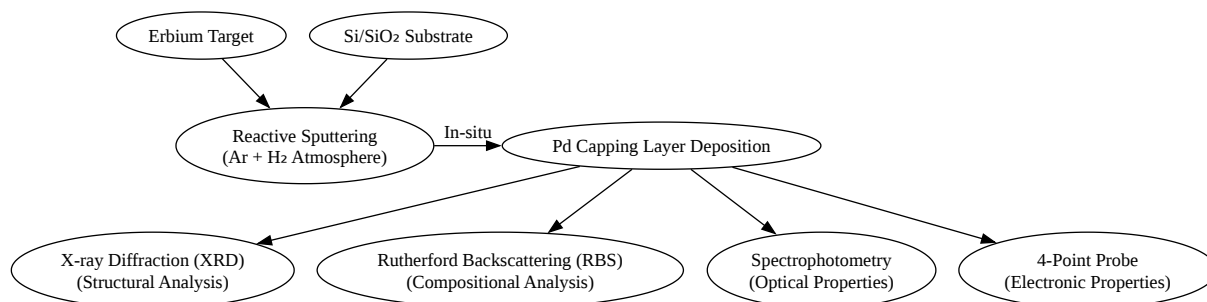 Erbium Target
Si/SiO₂ Substrate
Reactive Sputtering
(Ar + H₂ Atmosphere)
In-situ
Pd Capping Layer Deposition
X-ray Diffraction (XRD)
(Structural Analysis)
Rutherford Backscattering (RBS)
(Compositional Analysis)
Spectrophotometry
(Optical Properties)
4-Point Probe
(Electronic Properties)